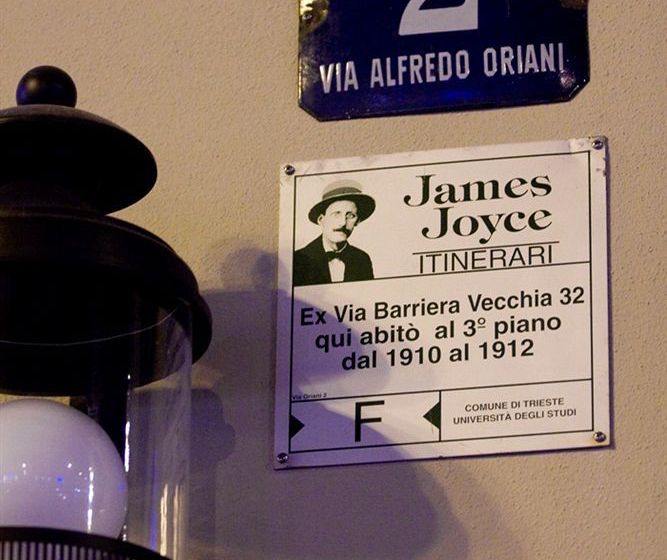 2
VIA ALFREDO ORIANI
James
Joyce
ITINERARI
Ex Via Barriera Vecchia 32
qui abitò al 3º piano
dal 1910 al 1912
Via Oriani 2
F
COMUNE DI TRIESTE
UNIVERSITÀ DEGLI STUDI